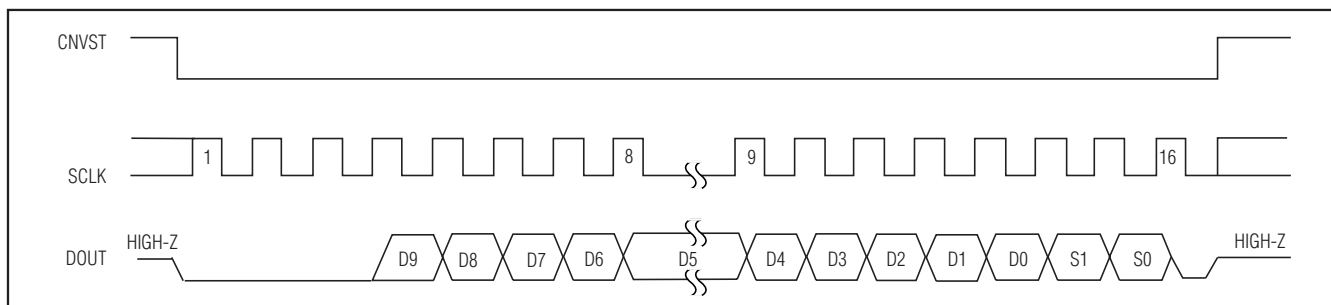 CNVST
SCLK 1 8 9 16
DOUT HIGH-Z D9 D8 D7 D6 D5 D4 D3 D2 D1 D0 S1 S0 HIGH-Z